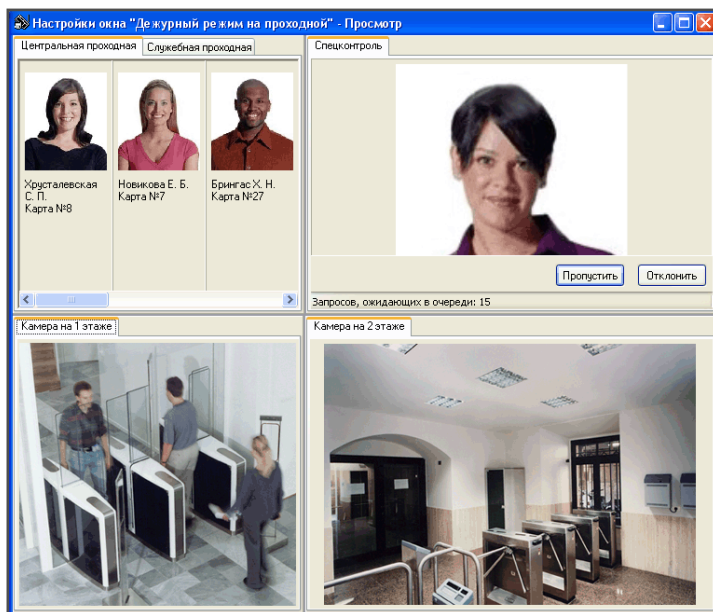 Настройки окна "Дежурный режим на проходной" - Просмотр
Центральная проходная
Служебная проходная
Спецконтроль
Хрусталевская
С. П.
Карта №8
Новикова Е. Б.
Карта №7
Брингас Х. Н.
Карта №27
Пропустить
Отклонить
Запросов, ожидающих в очереди: 15
Камера на 1 этаже
Камера на 2 этаже